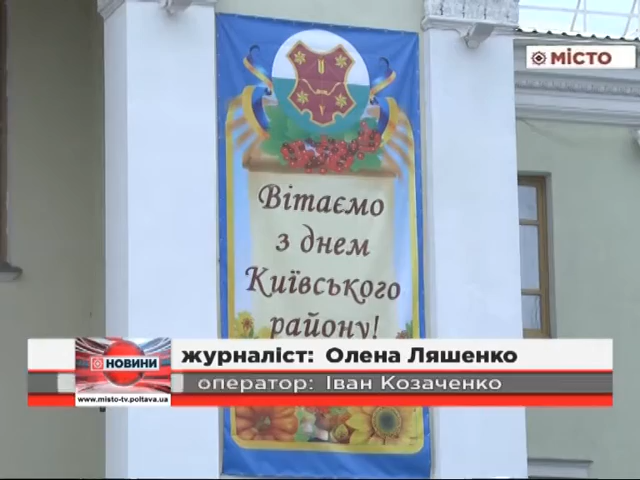 МІСТО
Вітаємо
з днем
Київського
району!
НОВИНИ
www.misto-tv.poltava.ua
журналіст: Олена Ляшенко
оператор: Іван Козаченко